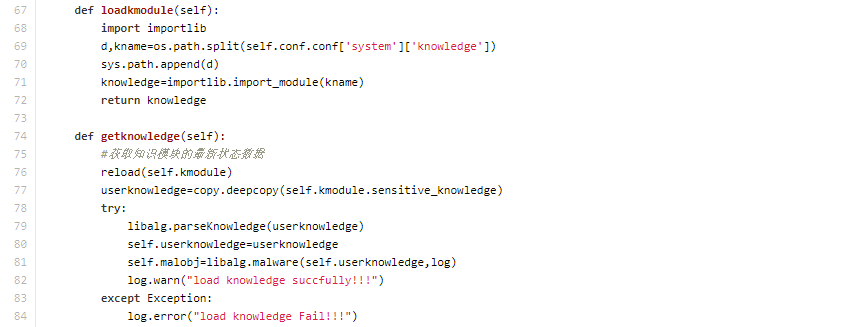 67 def loadkmodule(self):
68 import importlib
69 d,kname=os.path.split(self.conf.conf['system']['knowledge'])
70 sys.path.append(d)
71 knowledge=importlib.import_module(kname)
72 return knowledge
73
74 def getknowledge(self):
75 #获取知识模块的最新状态数据
76 reload(self.kmodule)
77 userknowledge=copy.deepcopy(self.kmodule.sensitive_knowledge)
78 try:
79 libalg.parseKnowledge(userknowledge)
80 self.userknowledge=userknowledge
81 self.malobj=libalg.malware(self.userknowledge,log)
82 log.warn("load knowledge succfully!!!")
83 except Exception:
84 log.error("load knowledge Fail!!!")